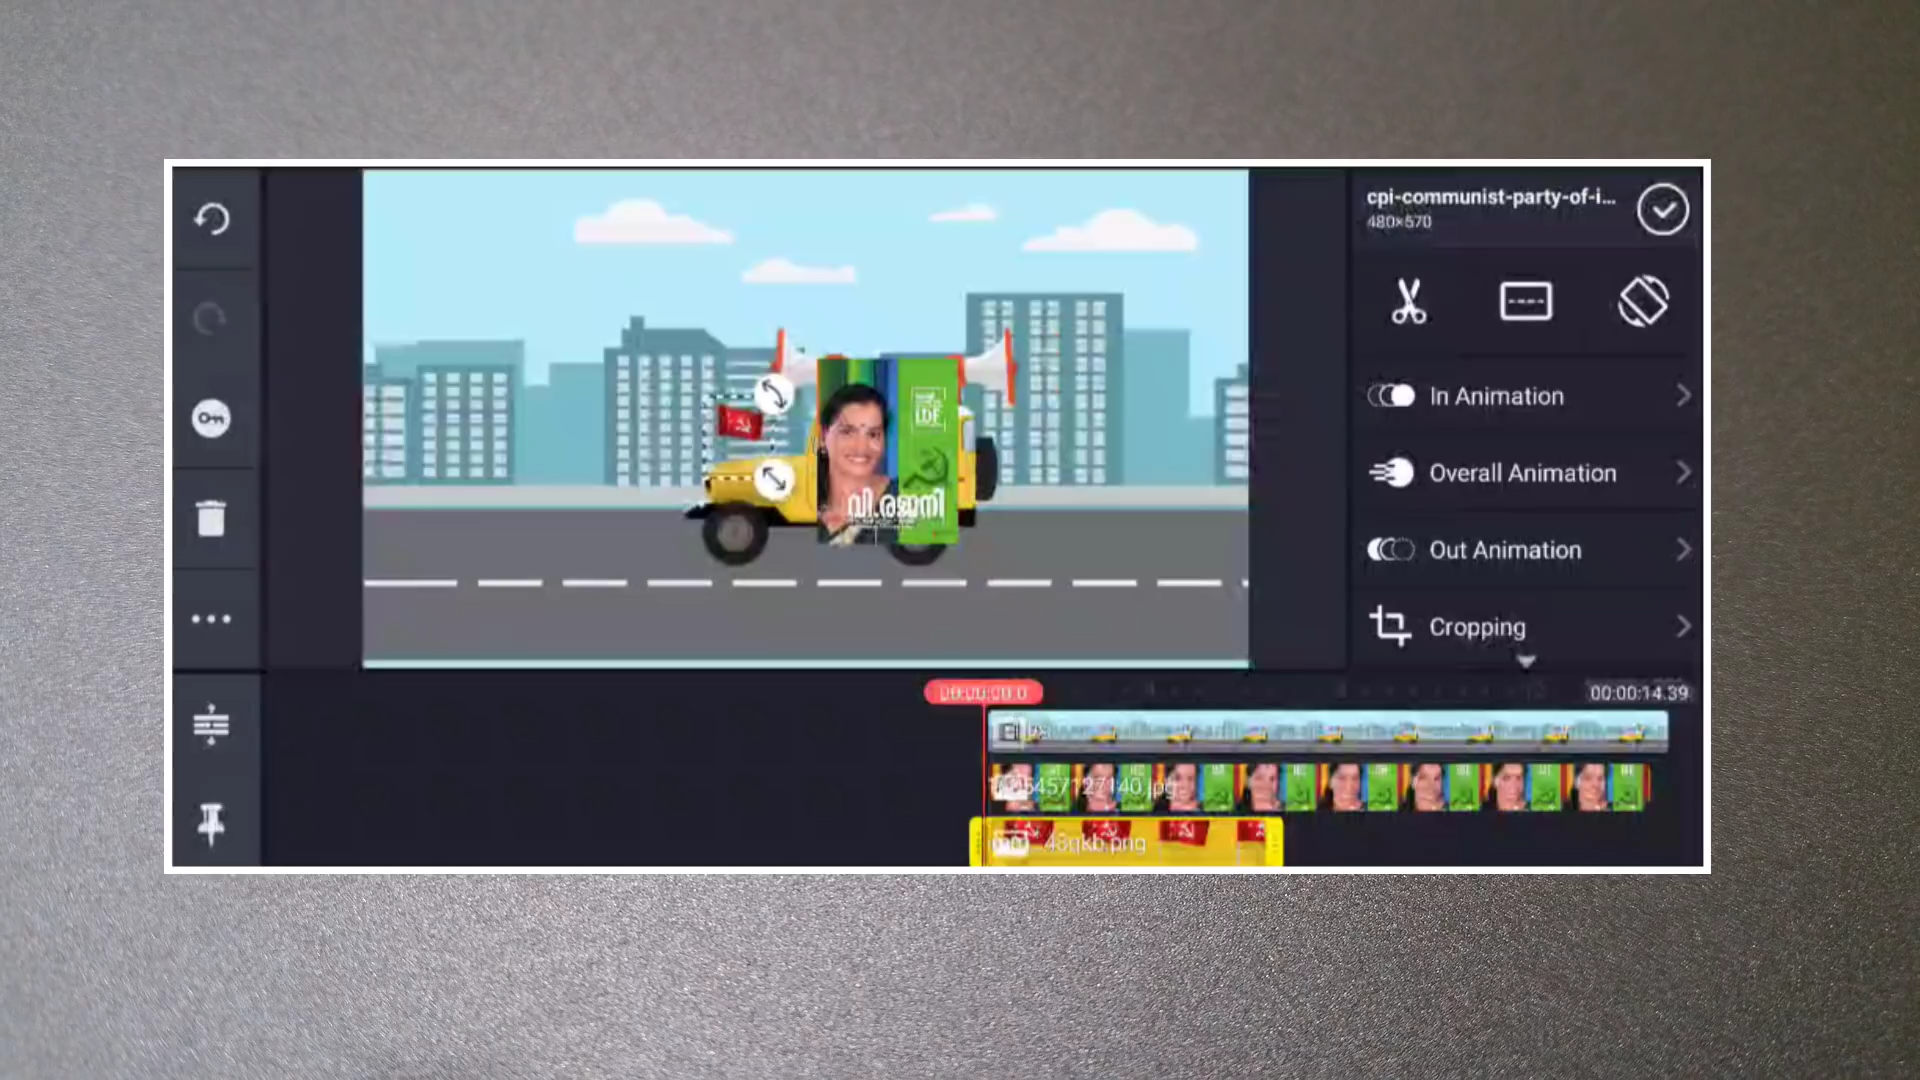 cpi-communist-party-of-i...
480×570
LDF
വി.രജനി
In Animation
Overall Animation
Out Animation
Cropping
00:00:00.0
00:00:14.39
5457127140.jpg
48qkb.png